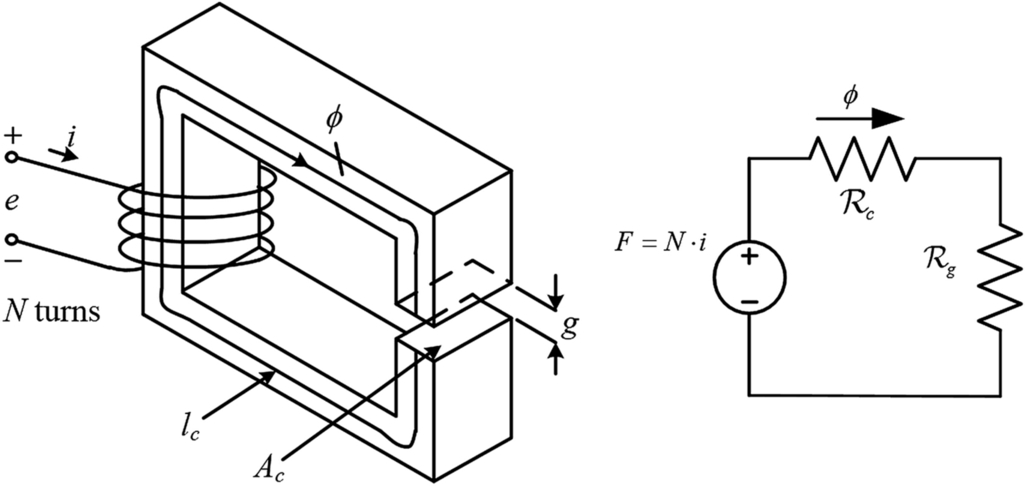 +
i
e
−
N turns
ϕ
g
l_c
A_c
ϕ
ℛ_c
F = N · i
+
−
ℛ_g